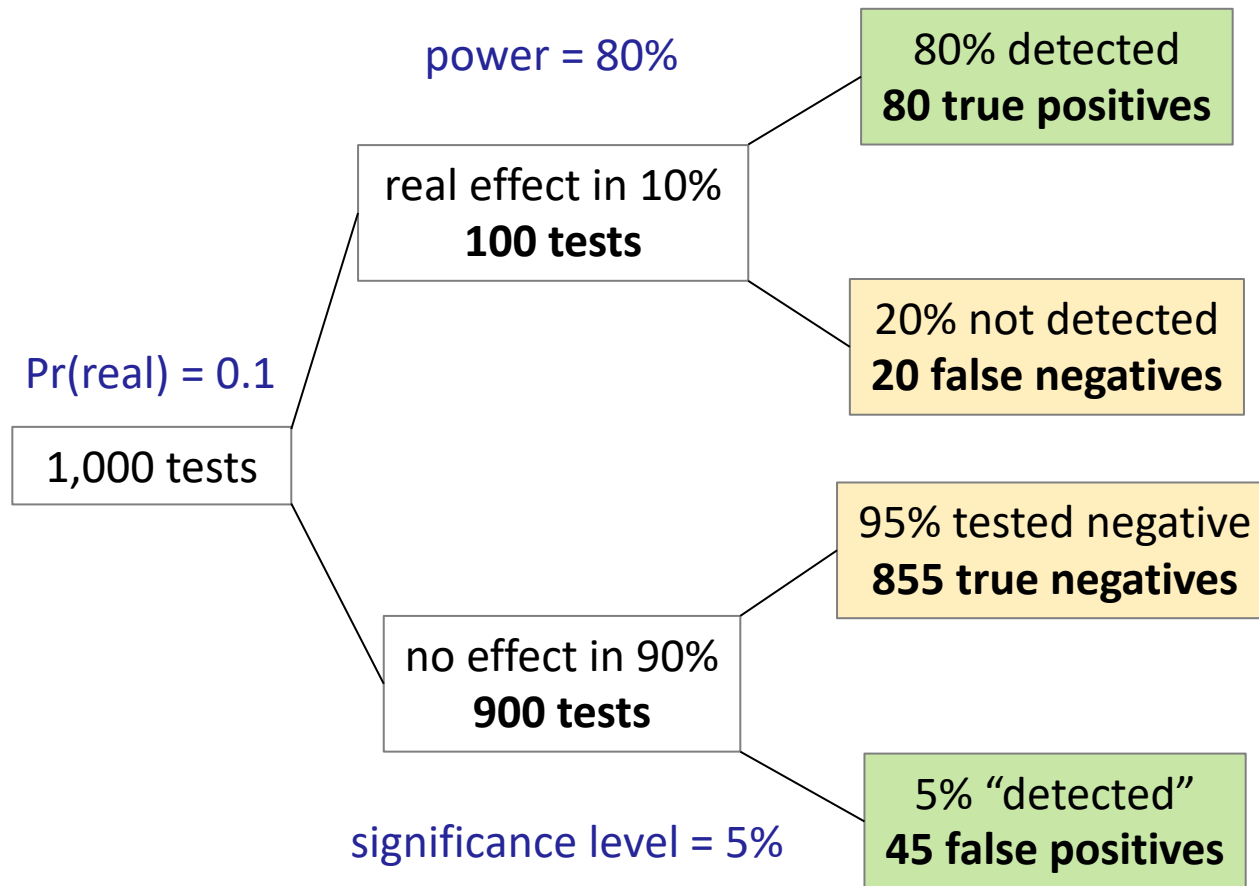 power = 80%
80% detected
80 true positives
real effect in 10%
100 tests
20% not detected
20 false negatives
Pr(real) = 0.1
1,000 tests
95% tested negative
855 true negatives
no effect in 90%
900 tests
5% “detected”
45 false positives
significance level = 5%